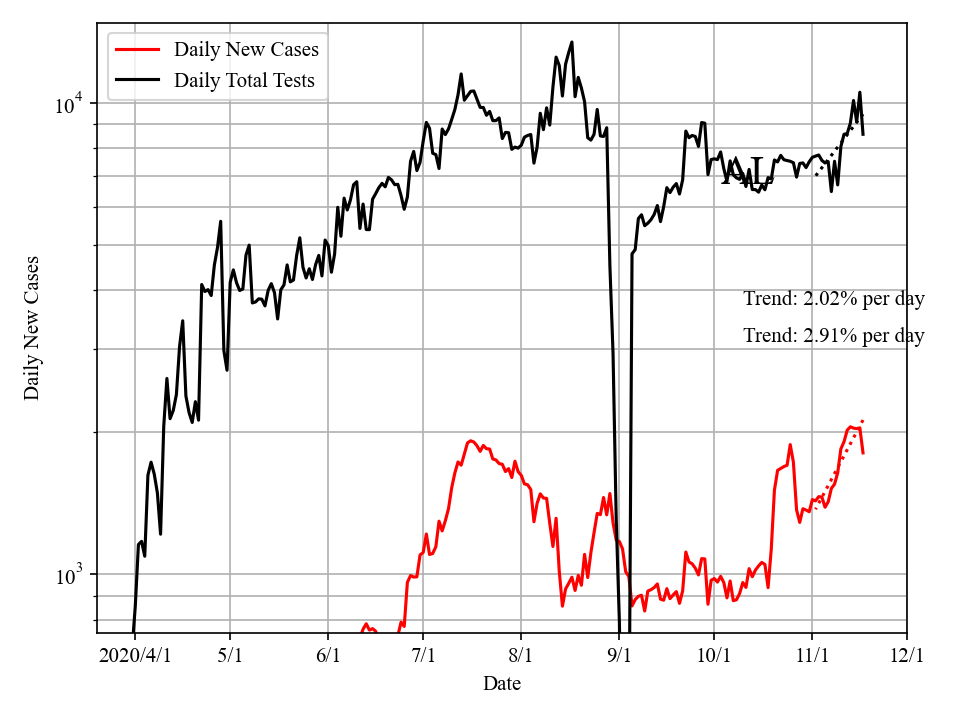 Daily New Cases
Daily Total Tests
10^4
AL
Trend: 2.02% per day
Trend: 2.91% per day
10^3
Daily New Cases
2020/4/1 5/1 6/1 7/1 8/1 9/1 10/1 11/1 12/1
Date